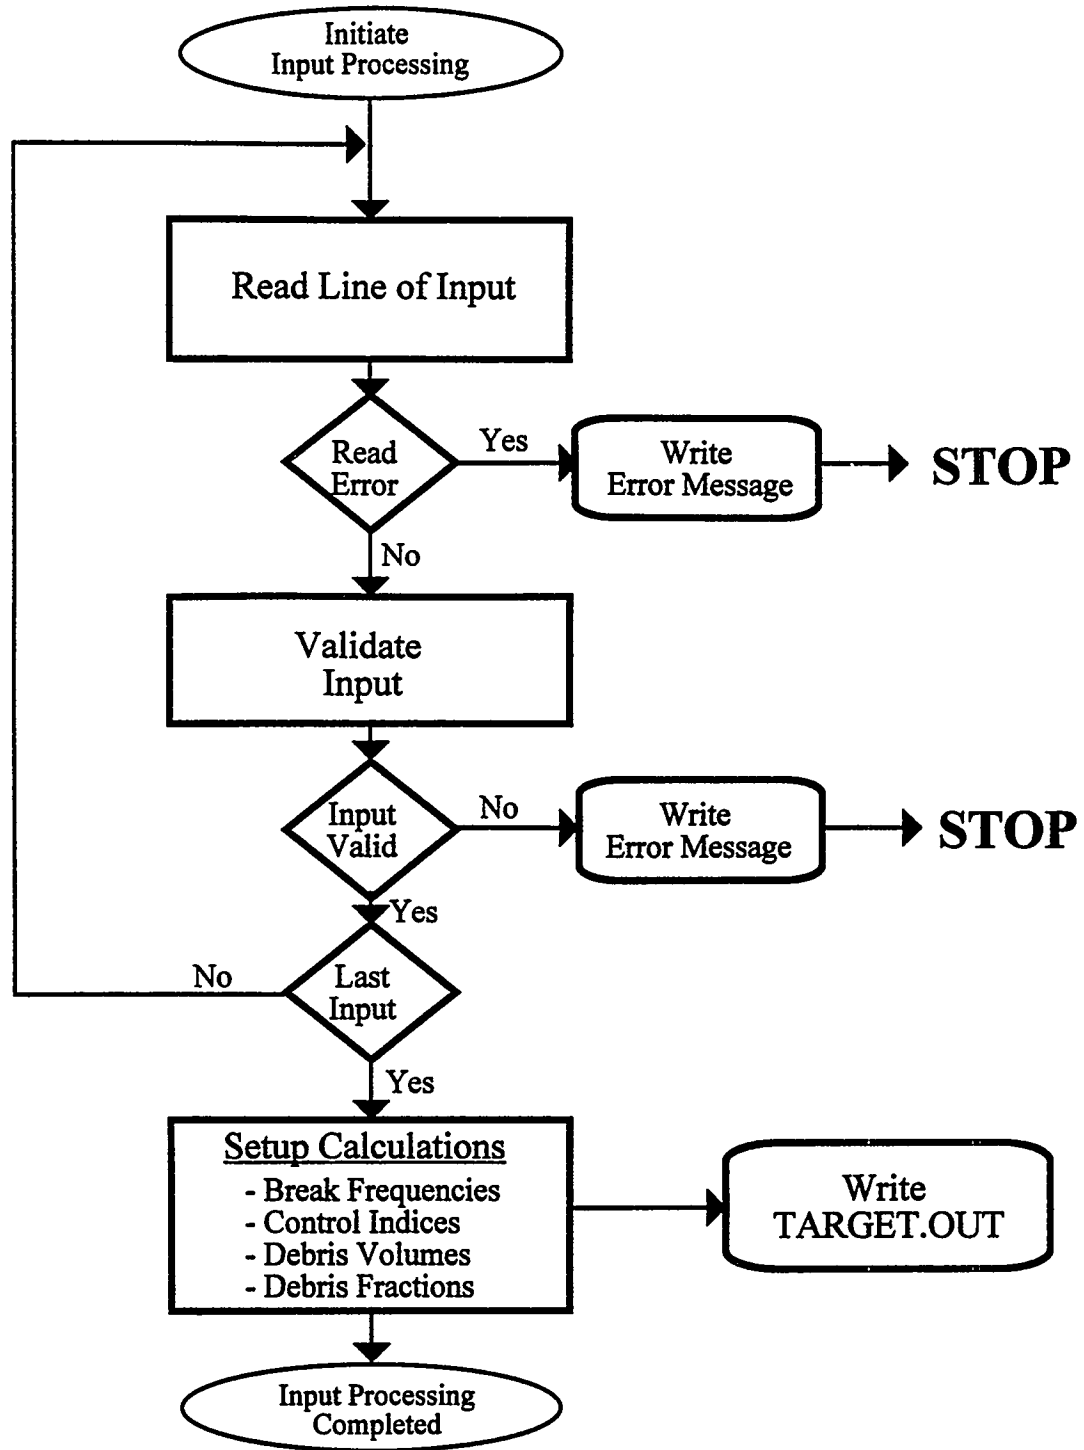 Initiate
Input Processing
Read Line of Input
Read
Error
Yes
Write
Error Message
STOP
No
Validate
Input
Input
Valid
No
Write
Error Message
STOP
Yes
Last
Input
No
Yes
Setup Calculations
- Break Frequencies
- Control Indices
- Debris Volumes
- Debris Fractions
Write
TARGET.OUT
Input Processing
Completed